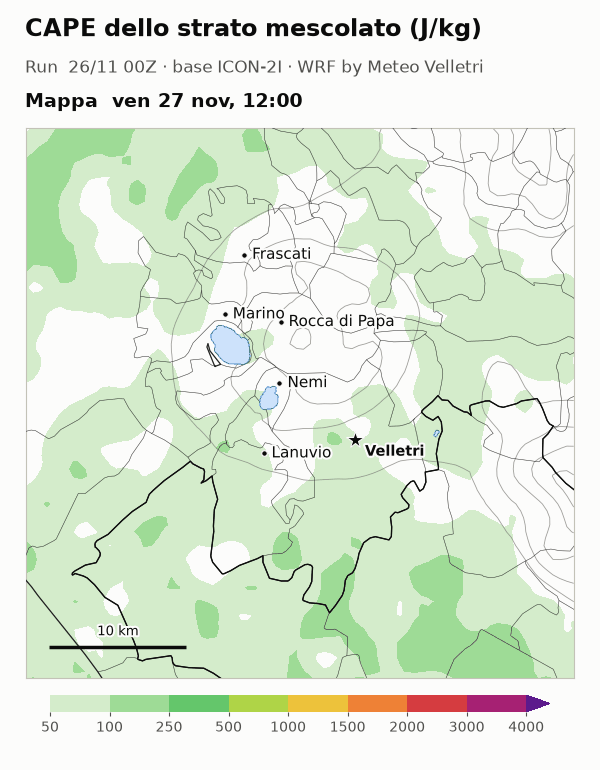 CAPE dello strato mescolato (J/kg)
Run  26/11 00Z · base ICON-2I · WRF by Meteo Velletri
Mappa  ven 27 nov, 12:00
Frascati
Marino
Rocca di Papa
Nemi
Velletri
Lanuvio
10 km
50 100 250 500 1000 1500 2000 3000 4000